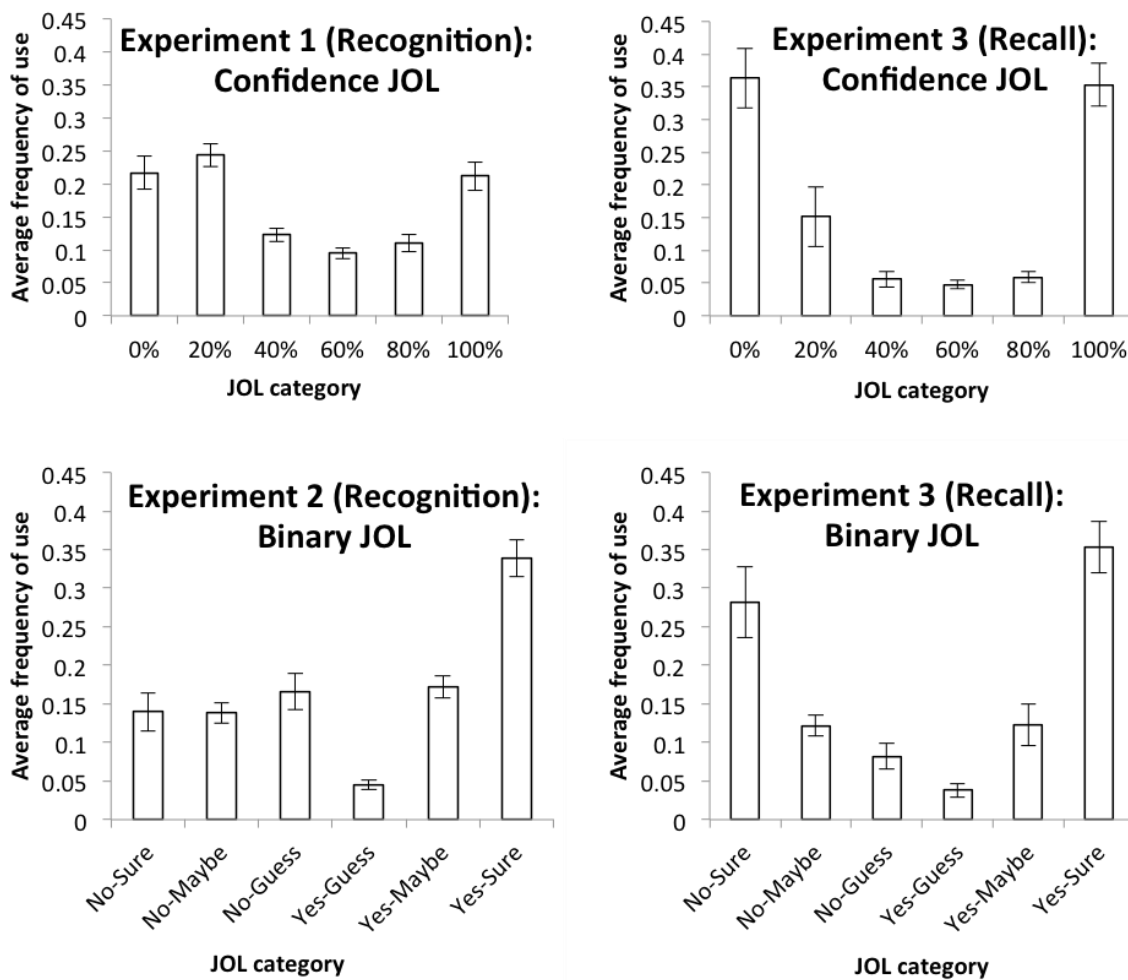 Experiment 1 (Recognition):
Confidence JOL
Average frequency of use
0.45
0.4
0.35
0.3
0.25
0.2
0.15
0.1
0.05
0
0% 20% 40% 60% 80% 100%
JOL category
Experiment 3 (Recall):
Confidence JOL
Average frequency of use
0.45
0.4
0.35
0.3
0.25
0.2
0.15
0.1
0.05
0
0% 20% 40% 60% 80% 100%
JOL category
Experiment 2 (Recognition):
Binary JOL
Average frequency of use
0.45
0.4
0.35
0.3
0.25
0.2
0.15
0.1
0.05
0
No-Sure
No-Maybe
No-Guess
Yes-Guess
Yes-Maybe
Yes-Sure
JOL category
Experiment 3 (Recall):
Binary JOL
Average frequency of use
0.45
0.4
0.35
0.3
0.25
0.2
0.15
0.1
0.05
0
No-Sure
No-Maybe
No-Guess
Yes-Guess
Yes-Maybe
Yes-Sure
JOL category